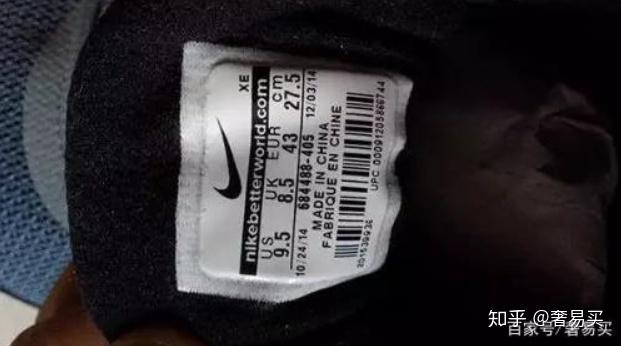 XE
nikebetterworld.com
US UK EUR cm
9.5 8.5 43 27.5
10/24/14 684488-405 12/03/14
MADE IN CHINA
FABRIQUE EN CHINE
UPC 00091205866744
知乎 @奢易买
百家号/奢易买